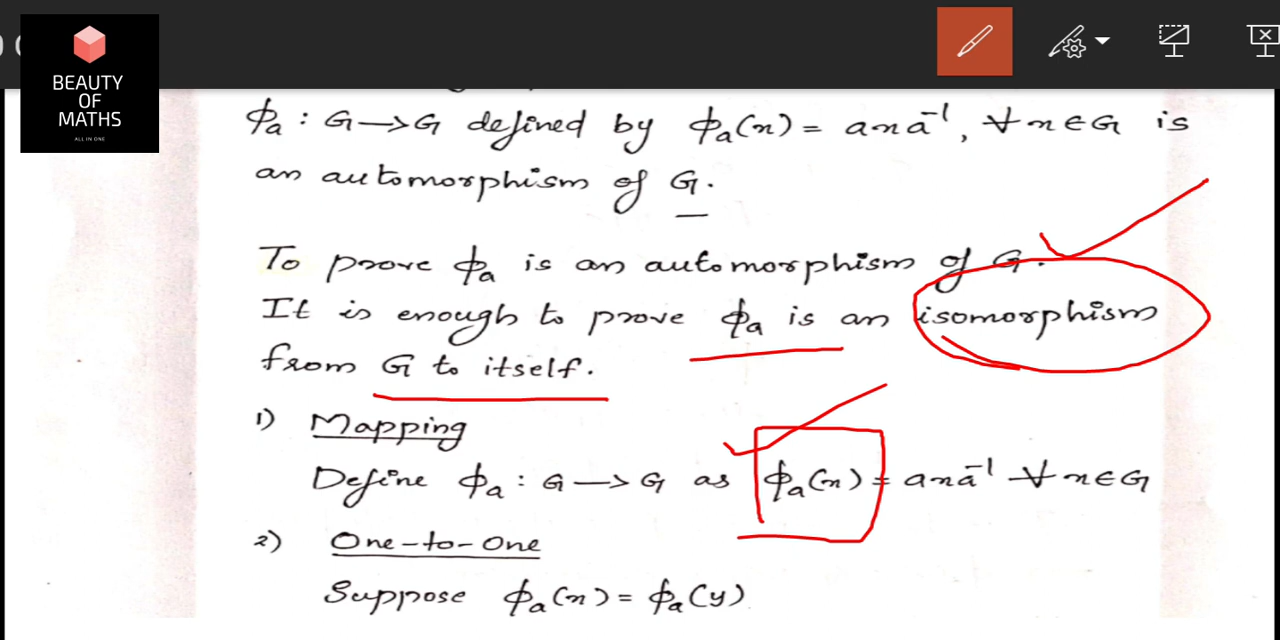 BEAUTY
OF
MATHS
ALL IN ONE
ϕₐ : G → G defined by ϕₐ(x) = axa⁻¹, ∀ x ∈ G is
an automorphism of G.
To prove ϕₐ is an automorphism of G.
It is enough to prove ϕₐ is an isomorphism
from G to itself.
1) Mapping
Define ϕₐ : G → G as ϕₐ(x) = axa⁻¹ ∀ x ∈ G
2) One-to-One
Suppose ϕₐ(x) = ϕₐ(y)